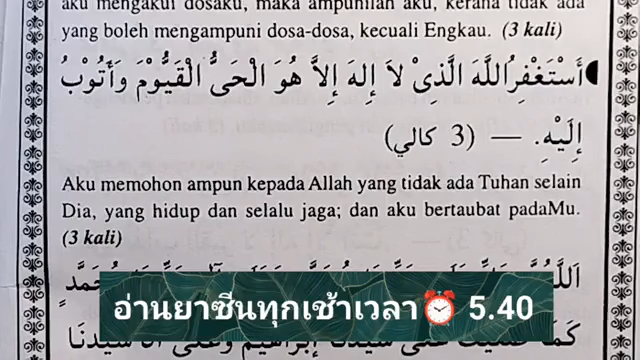 aku mengakui dosaku, maka ampunilah aku, kerana tidak ada
yang boleh mengampuni dosa-dosa, kecuali Engkau. (3 kali)
أَسْتَغْفِرُاللَّهَ الَّذِىْ لاَ إِلهَ إِلاَّ هُوَ الْحَىُّ الْقَيُّوْمَ وَأَتُوْبُ
إِلَيْهِ. — (3 كالي)
Aku memohon ampun kepada Allah yang tidak ada Tuhan selain
Dia, yang hidup dan selalu jaga; dan aku bertaubat padaMu.
(3 kali)
อ่านยาซีนทุกเช้าเวลา⏰ 5.40